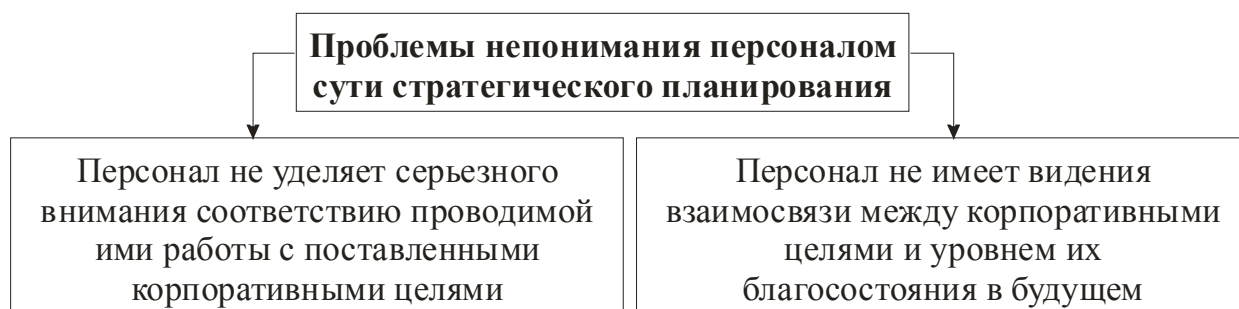 Проблемы непонимания персоналом
сути стратегического планирования
Персонал не уделяет серьезного
внимания соответствию проводимой
ими работы с поставленными
корпоративными целями
Персонал не имеет видения
взаимосвязи между корпоративными
целями и уровнем их
благосостояния в будущем